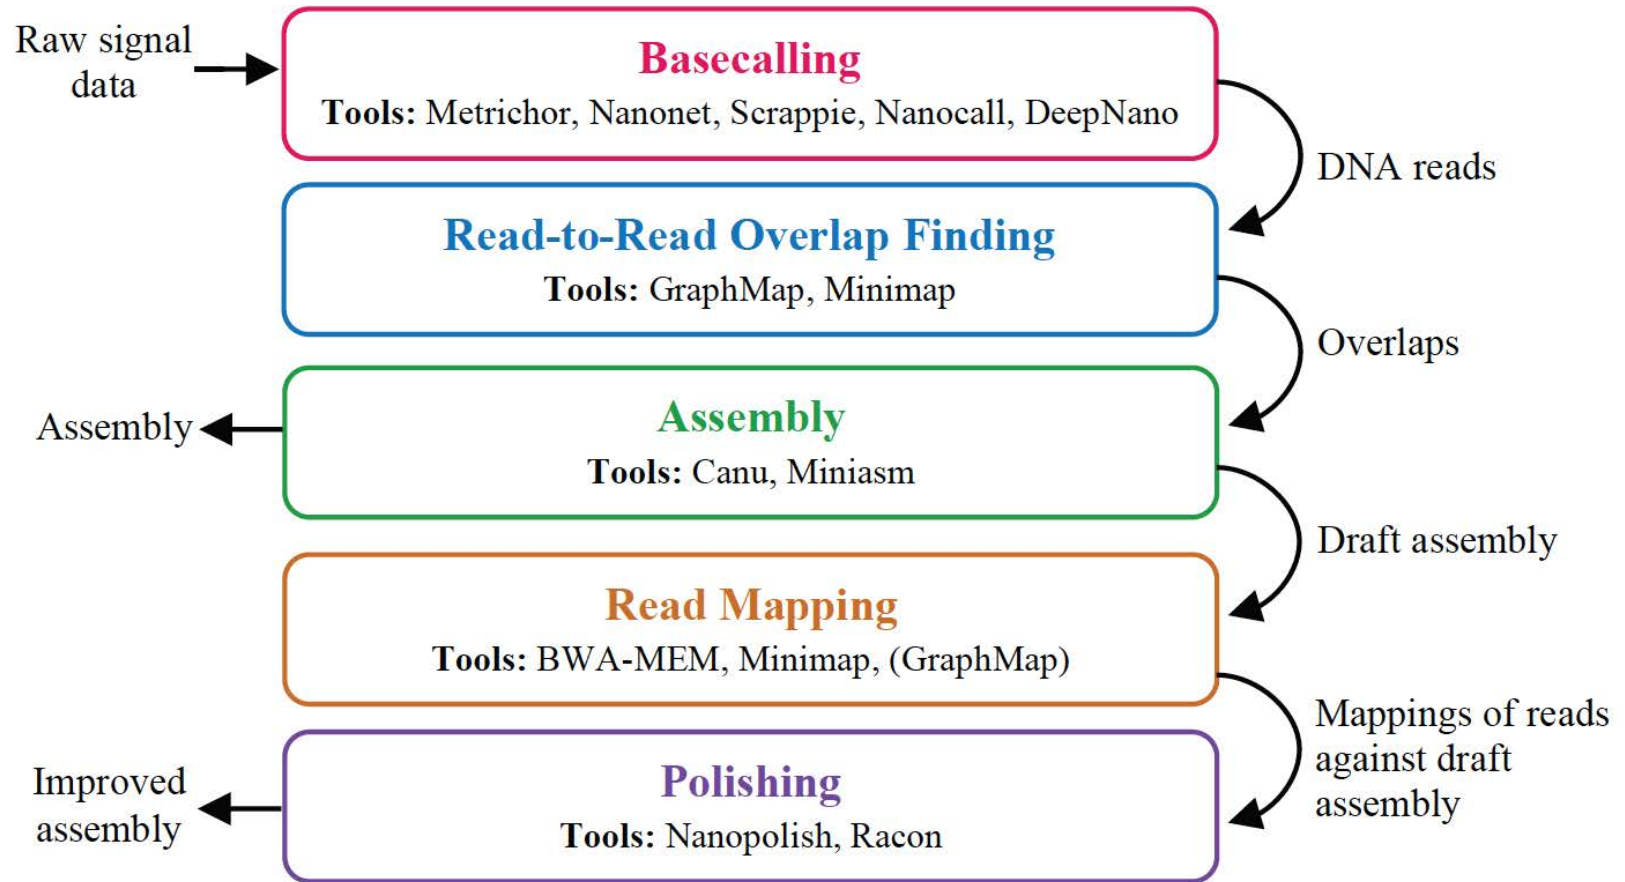 Raw signal
data
Basecalling
Tools: Metrichor, Nanonet, Scrappie, Nanocall, DeepNano
DNA reads
Read-to-Read Overlap Finding
Tools: GraphMap, Minimap
Overlaps
Assembly
Assembly
Tools: Canu, Miniasm
Draft assembly
Read Mapping
Tools: BWA-MEM, Minimap, (GraphMap)
Mappings of reads
against draft
assembly
Improved
assembly
Polishing
Tools: Nanopolish, Racon